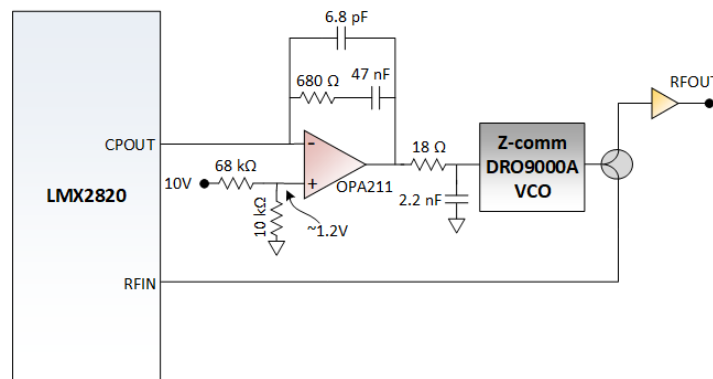 6.8 pF
680 Ω
47 nF
RFOUT
CPOUT
-
18 Ω
Z-comm
DRO9000A
VCO
68 kΩ
10V
+
OPA211
LMX2820
10 kΩ
~1.2V
2.2 nF
RFIN